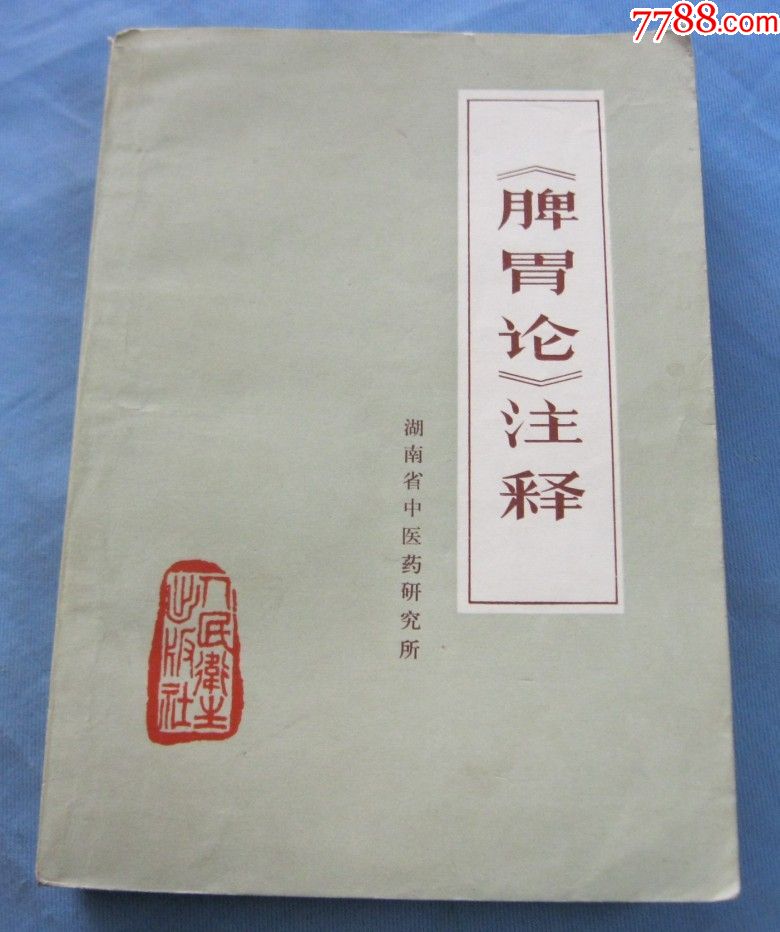 7788.com
《脾胃论》注释
湖南省中医药研究所
人民衛生
出版社